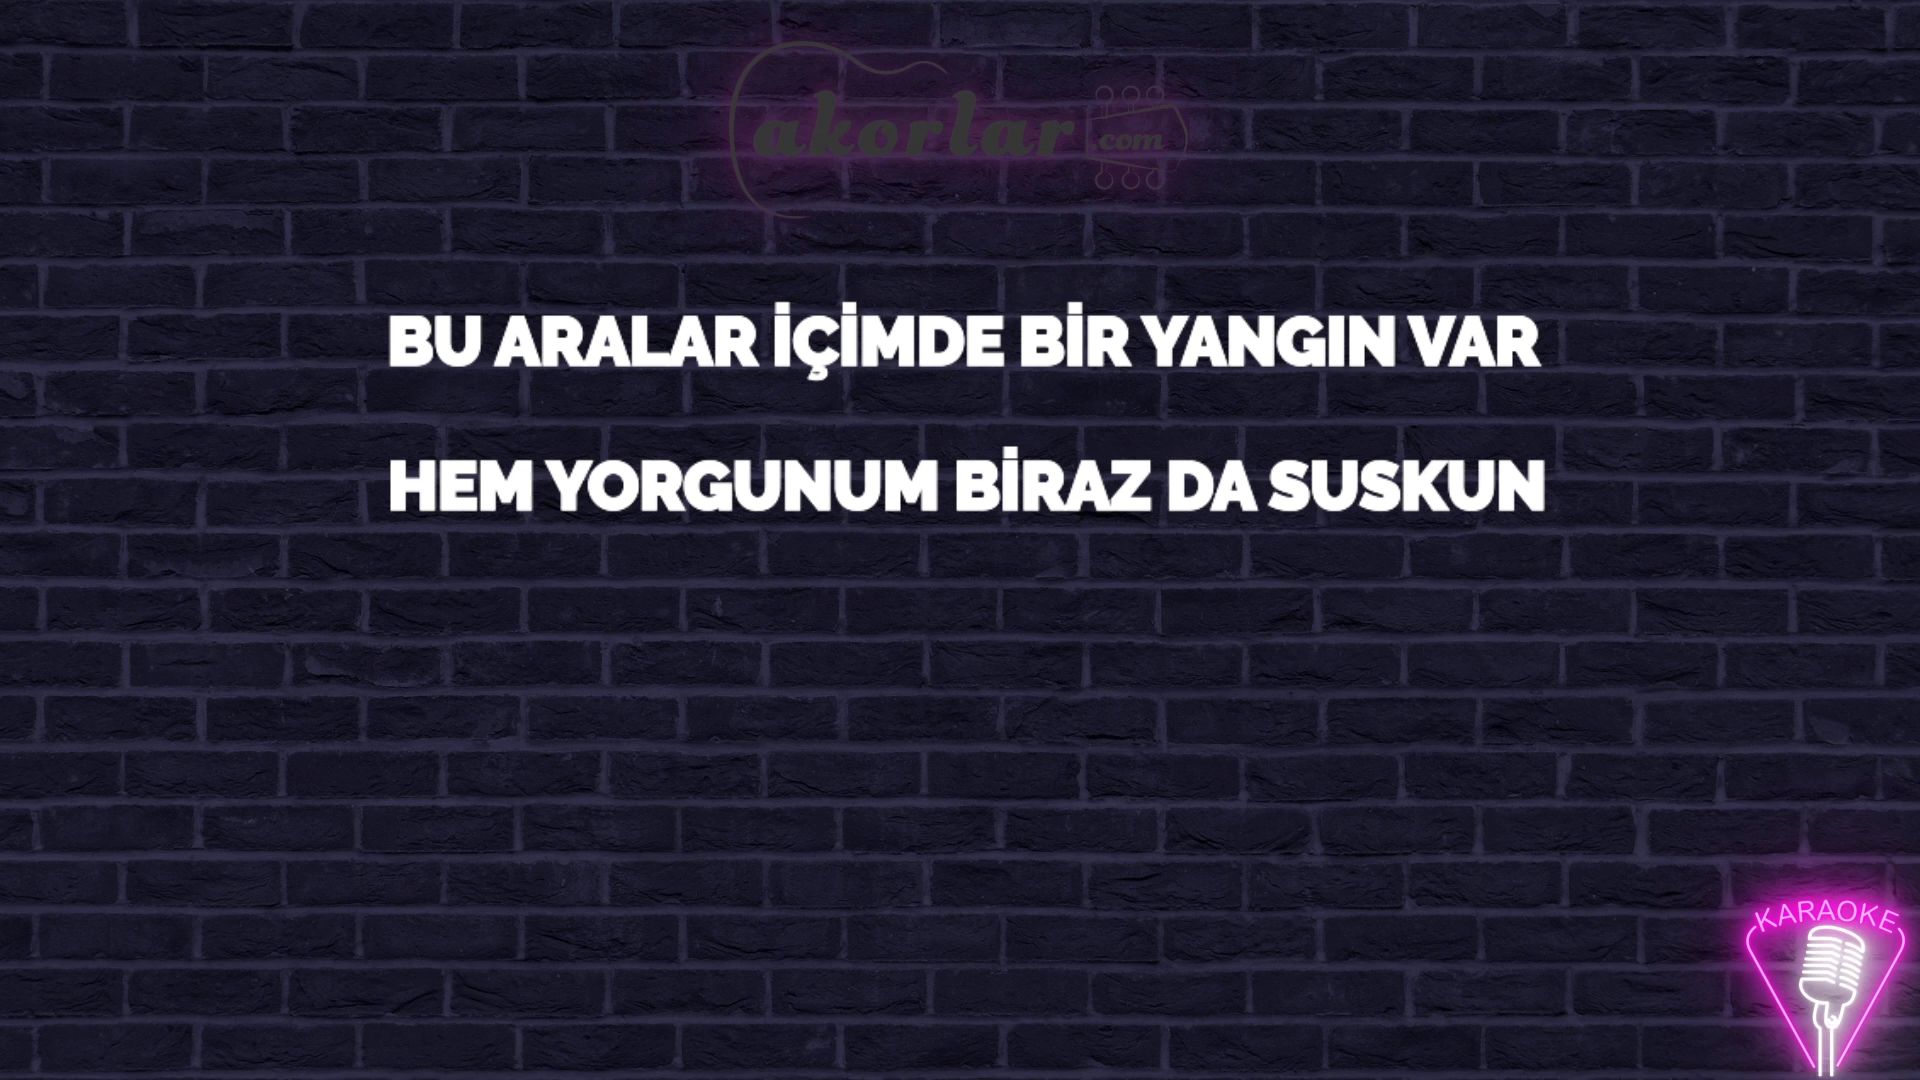 akorlar.com
BU ARALAR İÇİMDE BİR YANGIN VAR
HEM YORGUNUM BİRAZ DA SUSKUN
KARAOKE